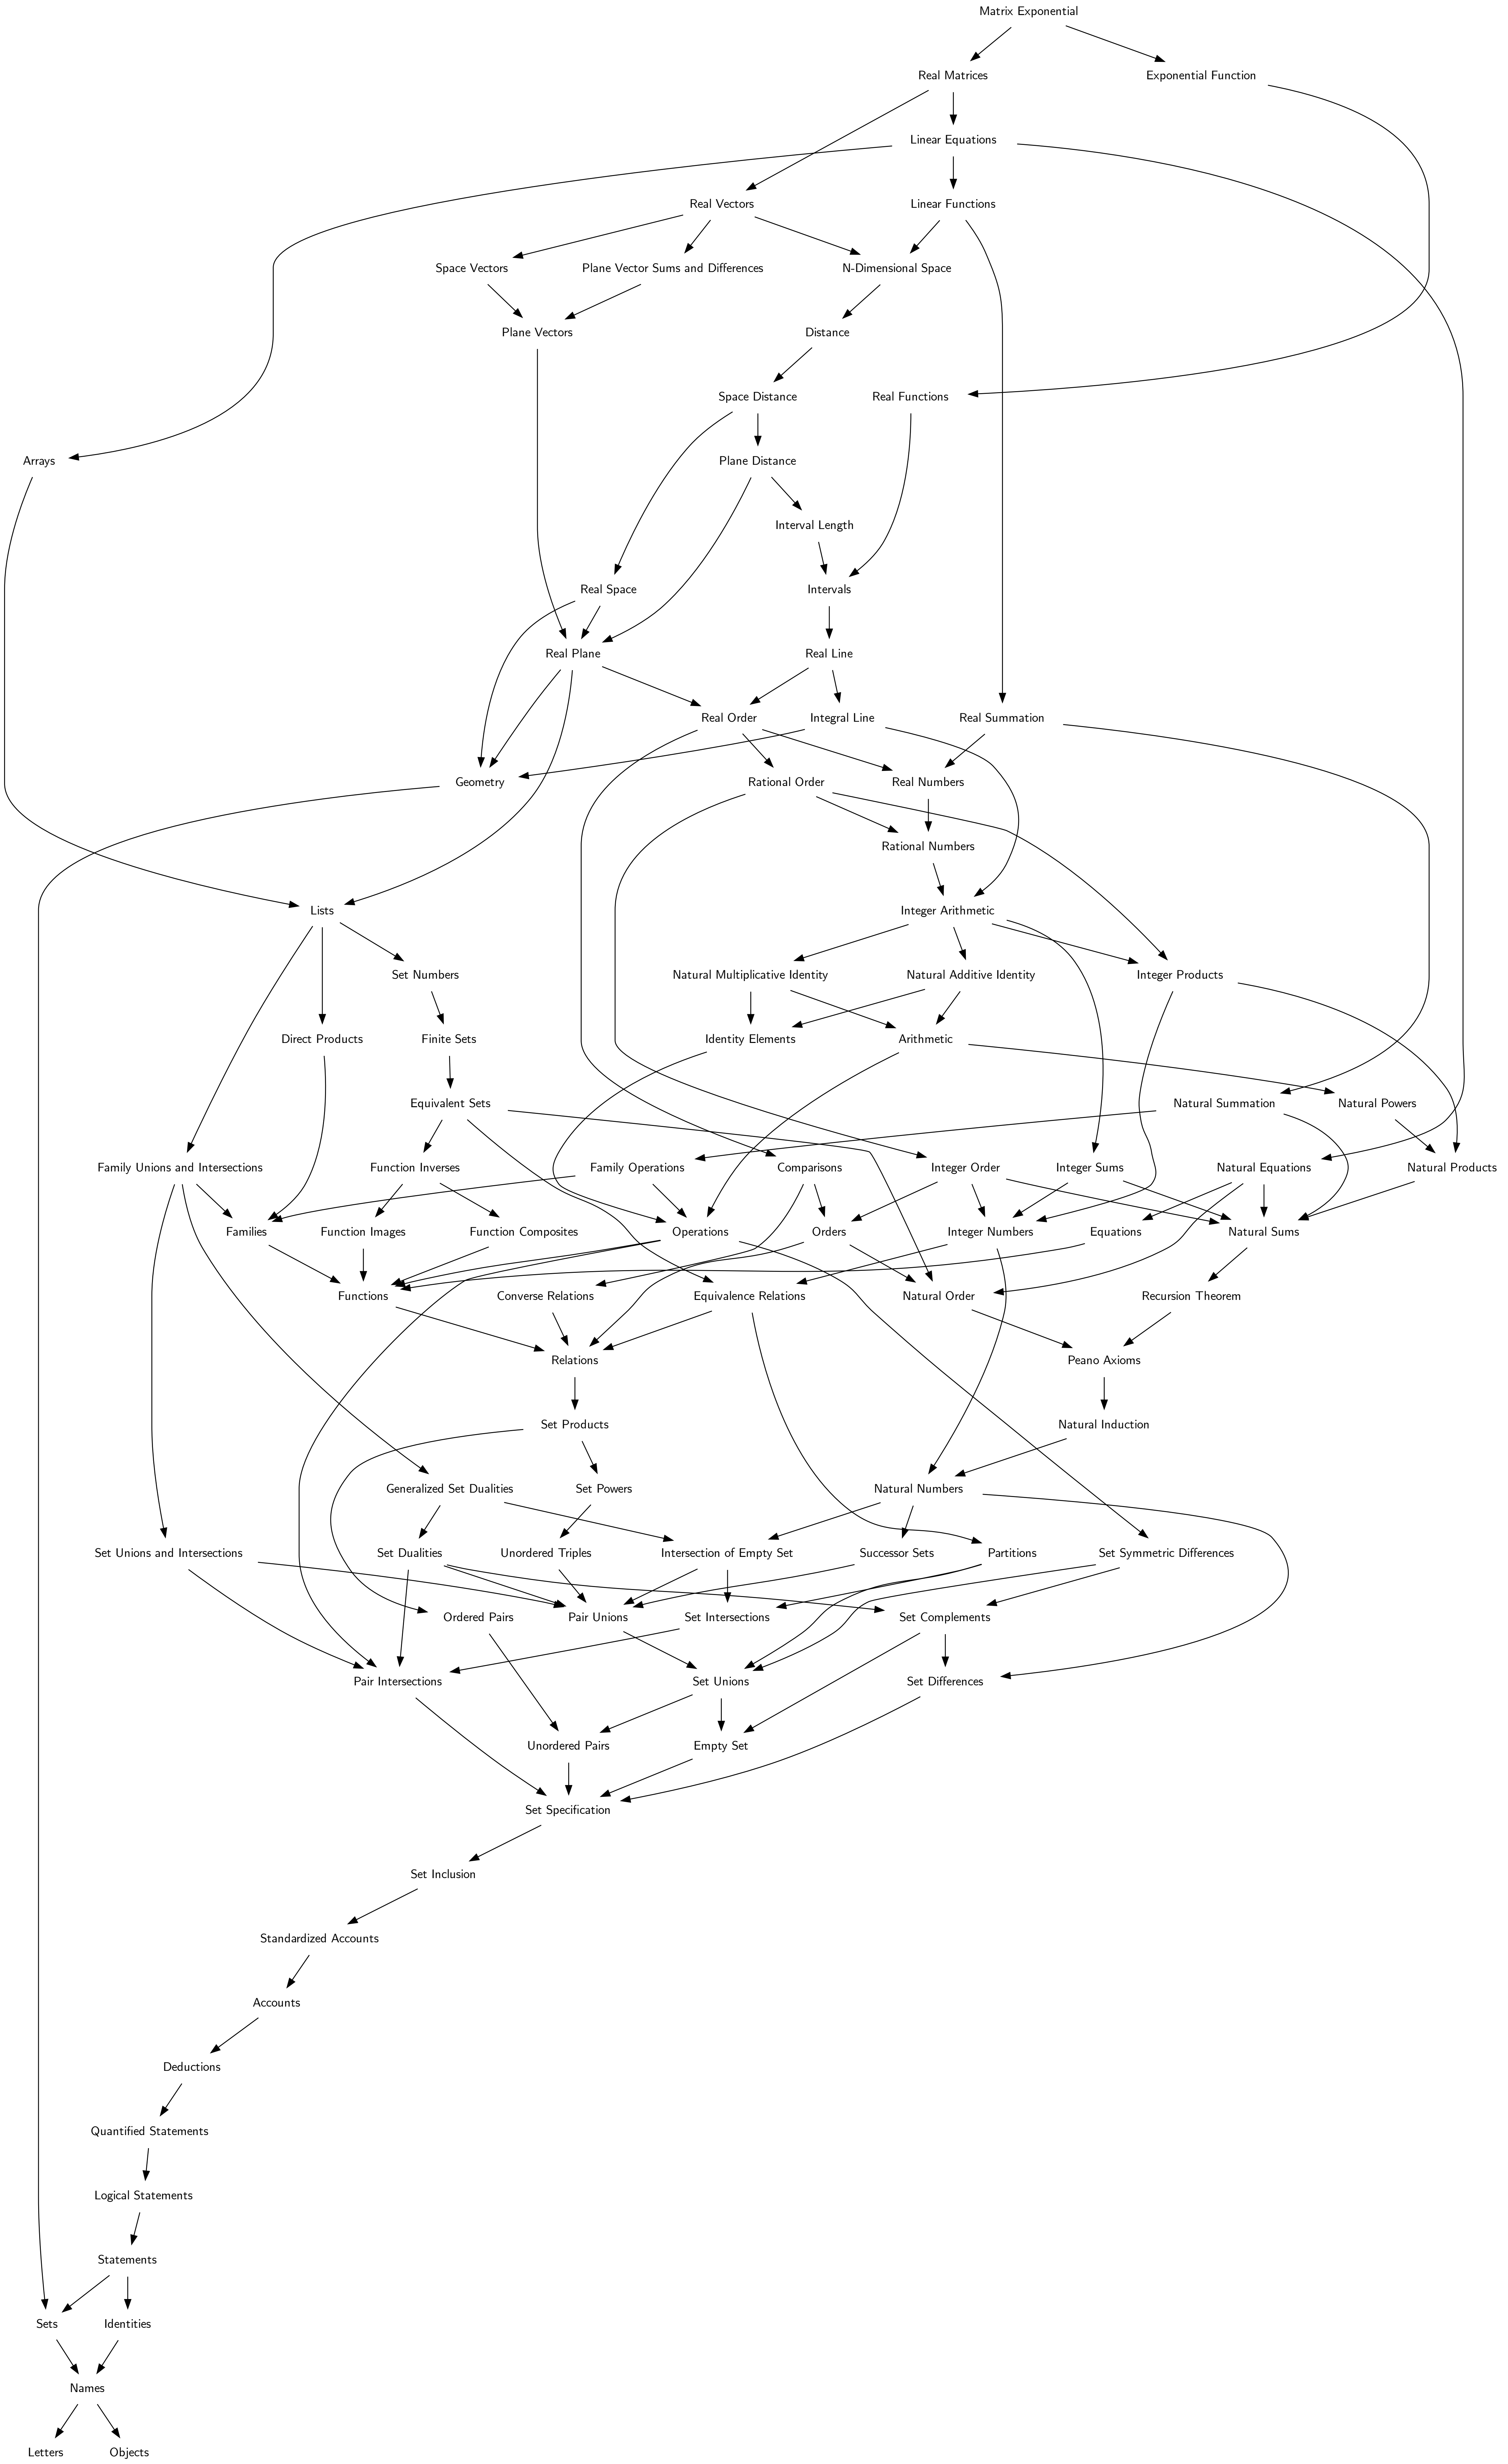 Matrix Exponential
Real Matrices
Exponential Function
Linear Equations
Real Vectors
Linear Functions
Space Vectors
Plane Vector Sums and Differences
N-Dimensional Space
Plane Vectors
Distance
Space Distance
Real Functions
Arrays
Plane Distance
Interval Length
Real Space
Intervals
Real Plane
Real Line
Real Order
Integral Line
Real Summation
Geometry
Rational Order
Real Numbers
Rational Numbers
Lists
Integer Arithmetic
Set Numbers
Natural Multiplicative Identity
Natural Additive Identity
Integer Products
Direct Products
Finite Sets
Identity Elements
Arithmetic
Equivalent Sets
Natural Summation
Natural Powers
Family Unions and Intersections
Function Inverses
Family Operations
Comparisons
Integer Order
Integer Sums
Natural Equations
Natural Products
Families
Function Images
Function Composites
Operations
Orders
Integer Numbers
Equations
Natural Sums
Functions
Converse Relations
Equivalence Relations
Natural Order
Recursion Theorem
Relations
Peano Axioms
Set Products
Natural Induction
Generalized Set Dualities
Set Powers
Natural Numbers
Set Unions and Intersections
Set Dualities
Unordered Triples
Intersection of Empty Set
Successor Sets
Partitions
Set Symmetric Differences
Ordered Pairs
Pair Unions
Set Intersections
Set Complements
Pair Intersections
Set Unions
Set Differences
Unordered Pairs
Empty Set
Set Specification
Set Inclusion
Standardized Accounts
Accounts
Deductions
Quantified Statements
Logical Statements
Statements
Sets
Identities
Names
Letters
Objects